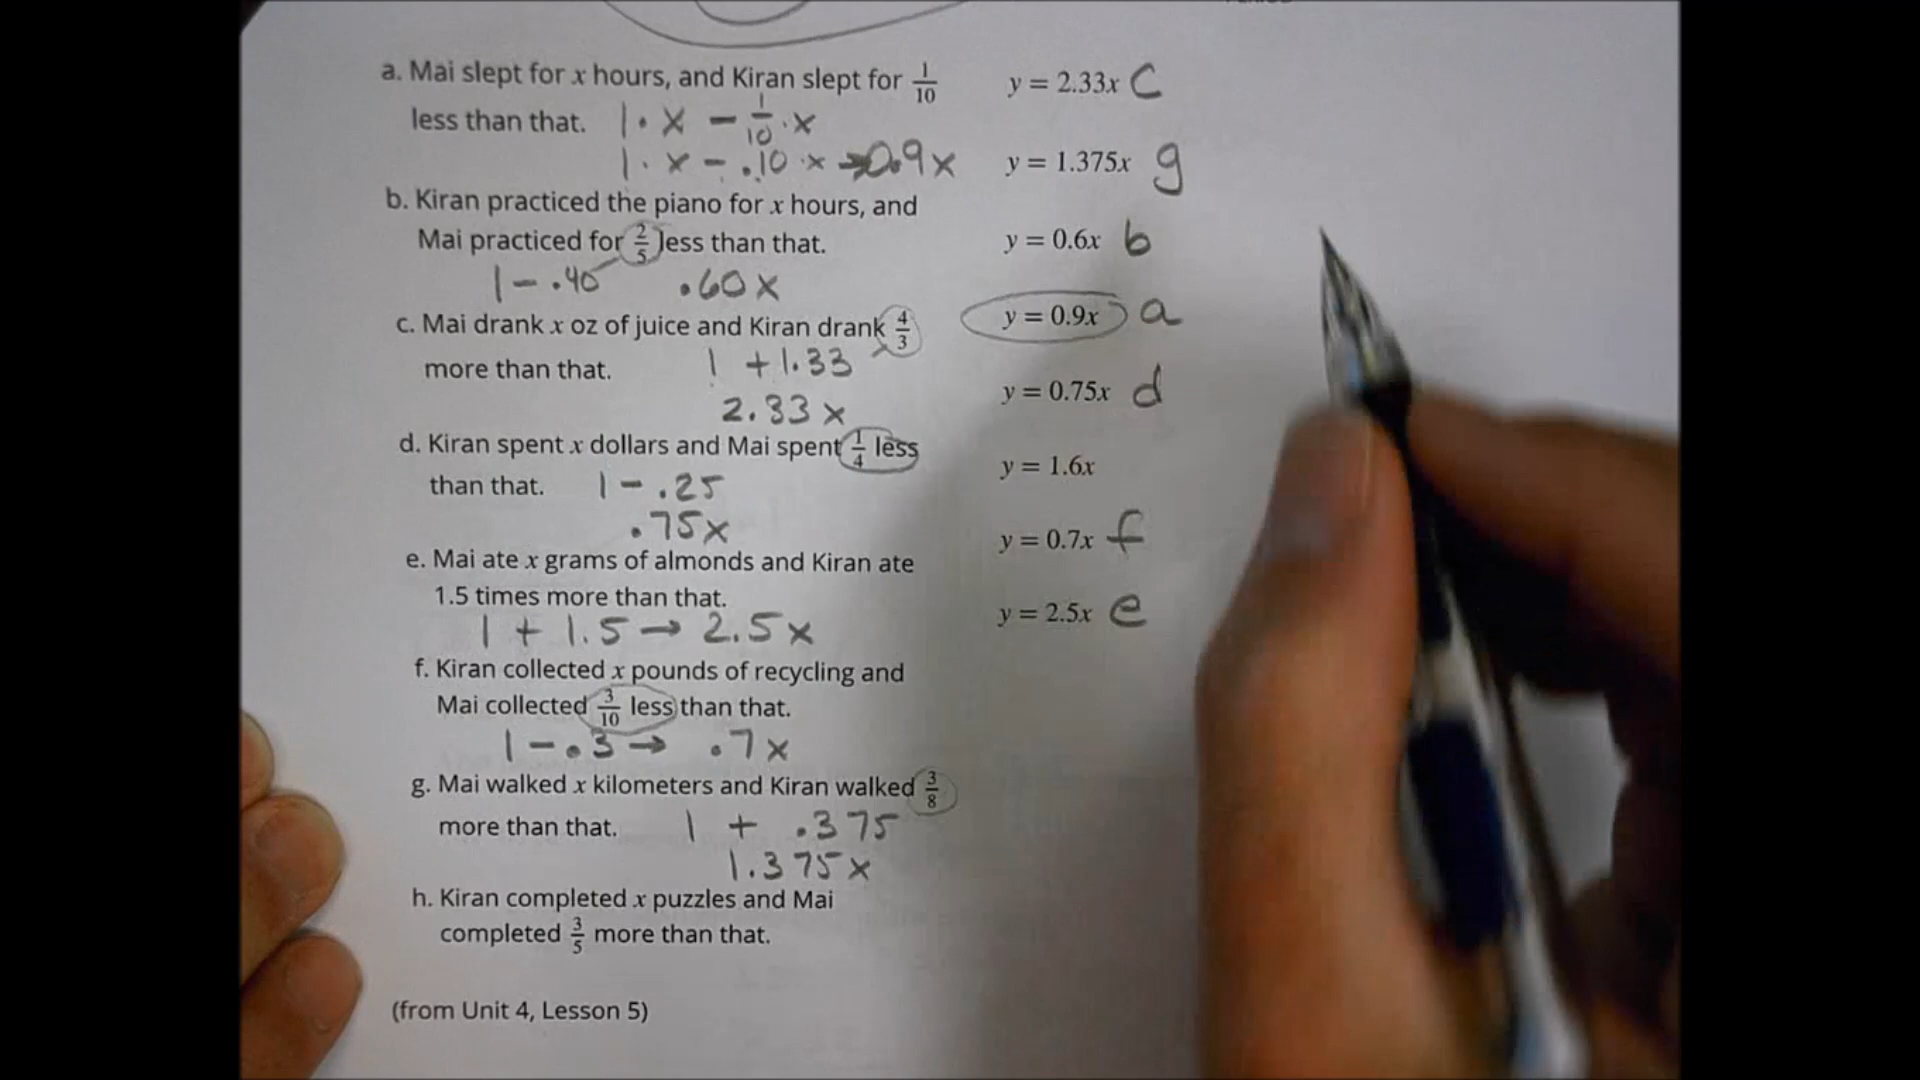 a. Mai slept for x hours, and Kiran slept for 1/10
less than that. 1 · x - 1/10 · x
1 · x - .10 · x → 0.9x
b. Kiran practiced the piano for x hours, and
Mai practiced for 2/5 less than that.
1 - .40 .60x
c. Mai drank x oz of juice and Kiran drank 4/3
more than that. 1 + 1.33
2.33x
d. Kiran spent x dollars and Mai spent 1/4 less
than that. 1 - .25
.75x
e. Mai ate x grams of almonds and Kiran ate
1.5 times more than that.
1 + 1.5 → 2.5x
f. Kiran collected x pounds of recycling and
Mai collected 3/10 less than that.
1 - .3 → .7x
g. Mai walked x kilometers and Kiran walked 3/8
more than that. 1 + .375
1.375x
h. Kiran completed x puzzles and Mai
completed 3/5 more than that.
(from Unit 4, Lesson 5)
y = 2.33x C
y = 1.375x g
y = 0.6x b
y = 0.9x a
y = 0.75x d
y = 1.6x
y = 0.7x f
y = 2.5x e